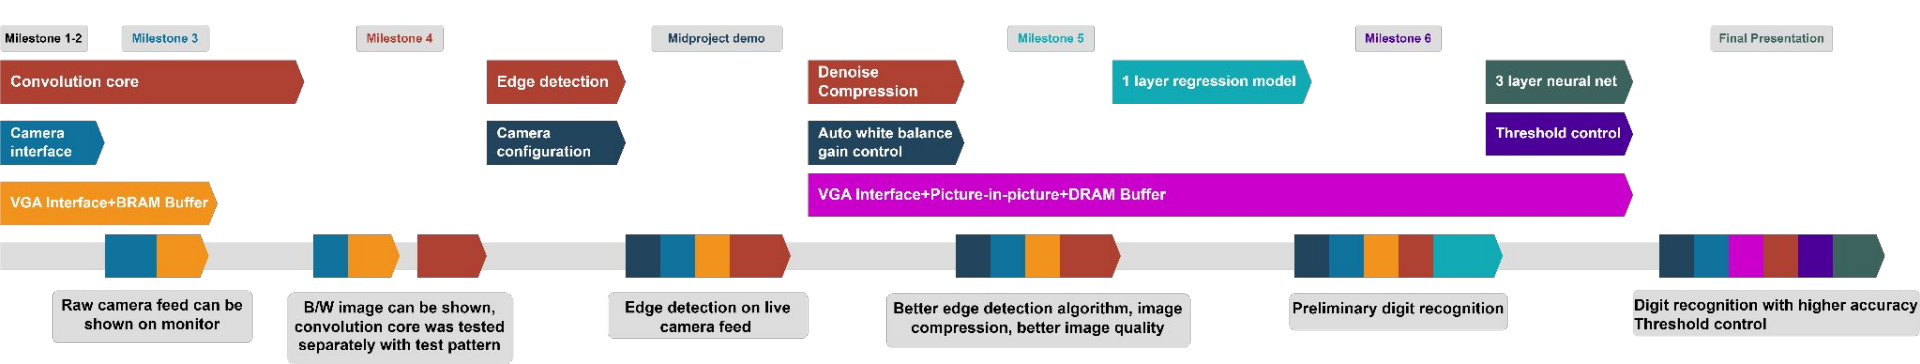 Milestone 1-2
Milestone 3
Milestone 4
Midproject demo
Milestone 5
Milestone 6
Final Presentation
Convolution core
Edge detection
Denoise
Compression
1 layer regression model
3 layer neural net
Camera
interface
Camera
configuration
Auto white balance
gain control
Threshold control
VGA Interface+BRAM Buffer
VGA Interface+Picture-in-picture+DRAM Buffer
Raw camera feed can be
shown on monitor
B/W image can be shown,
convolution core was tested
separately with test pattern
Edge detection on live
camera feed
Better edge detection algorithm, image
compression, better image quality
Preliminary digit recognition
Digit recognition with higher accuracy
Threshold control